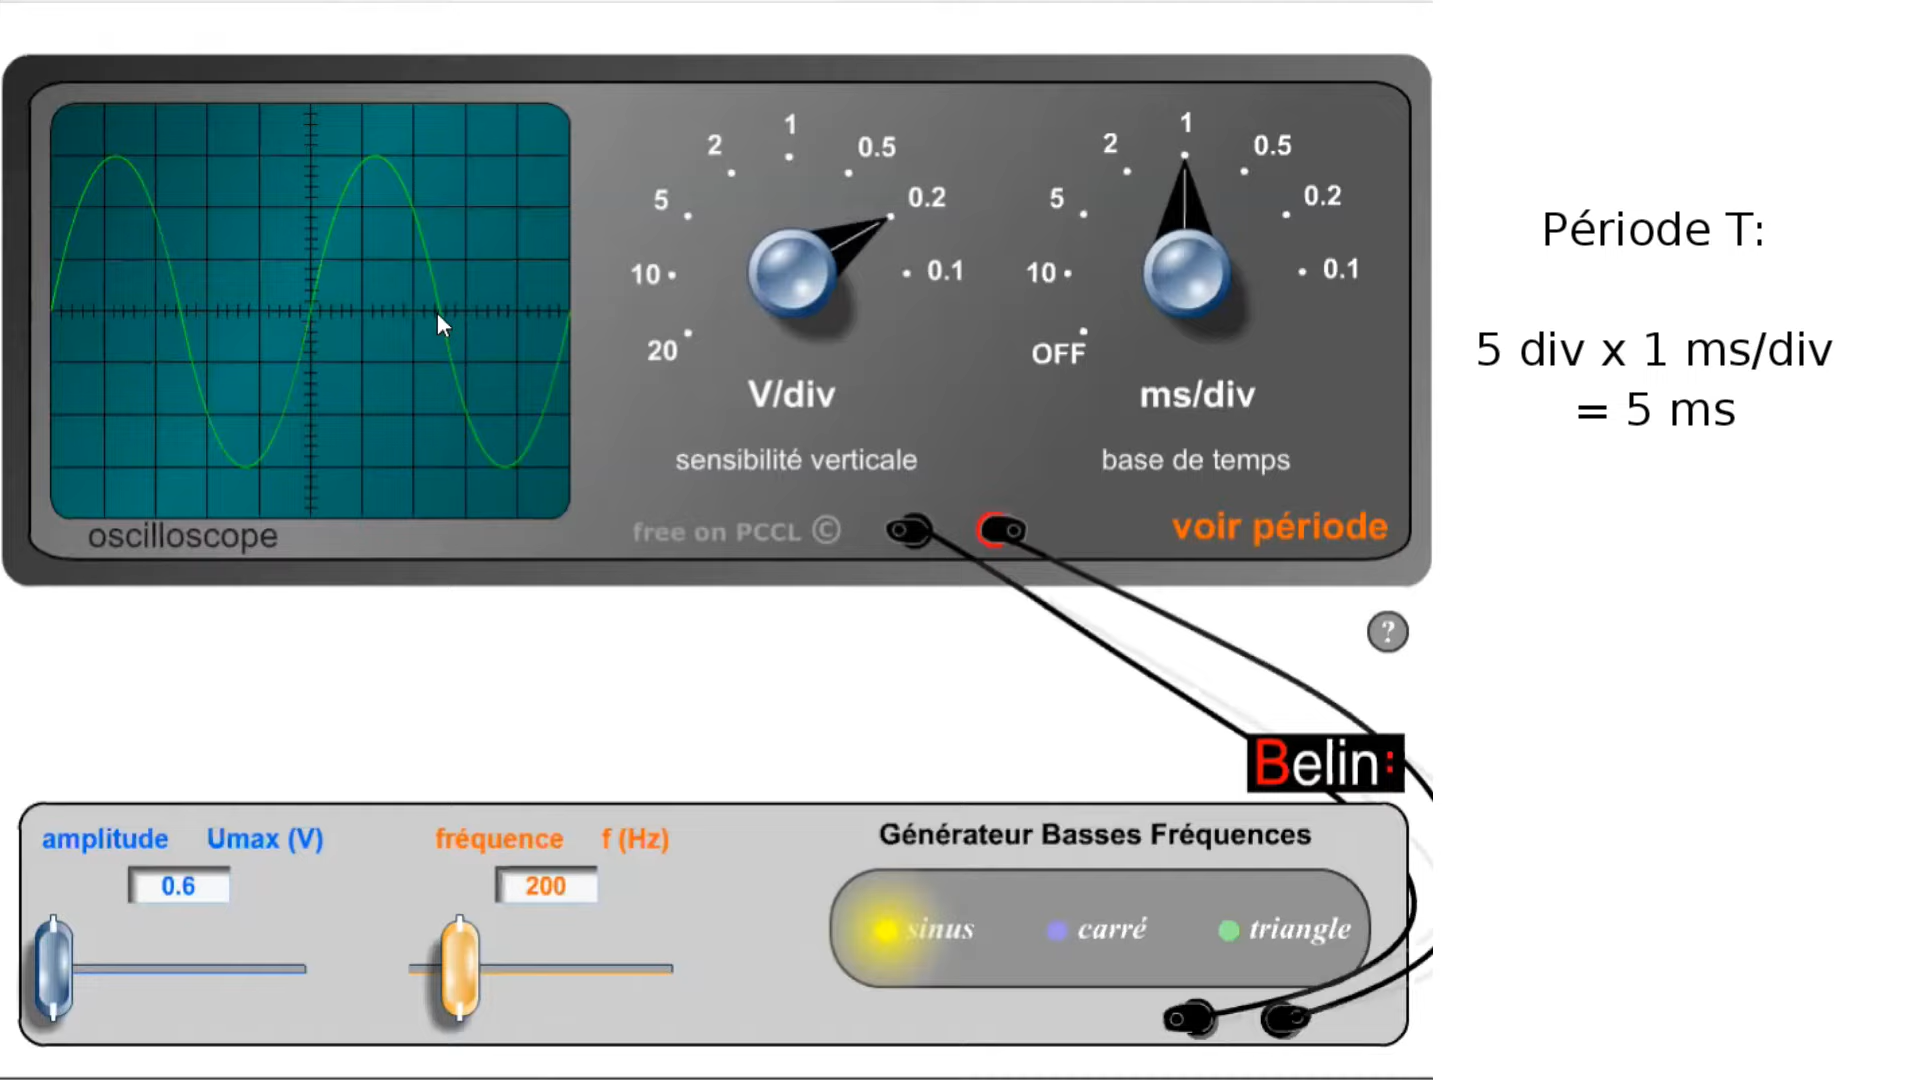 1
2
0.5
5
0.2
10
0.1
20
V/div
sensibilité verticale
1
2
0.5
5
0.2
10
0.1
OFF
ms/div
base de temps
oscilloscope
free on PCCL ©
voir période
Période T:
5 div x 1 ms/div
= 5 ms
?
Belin:
amplitude Umax (V)
0.6
fréquence f (Hz)
200
Générateur Basses Fréquences
sinus carré triangle